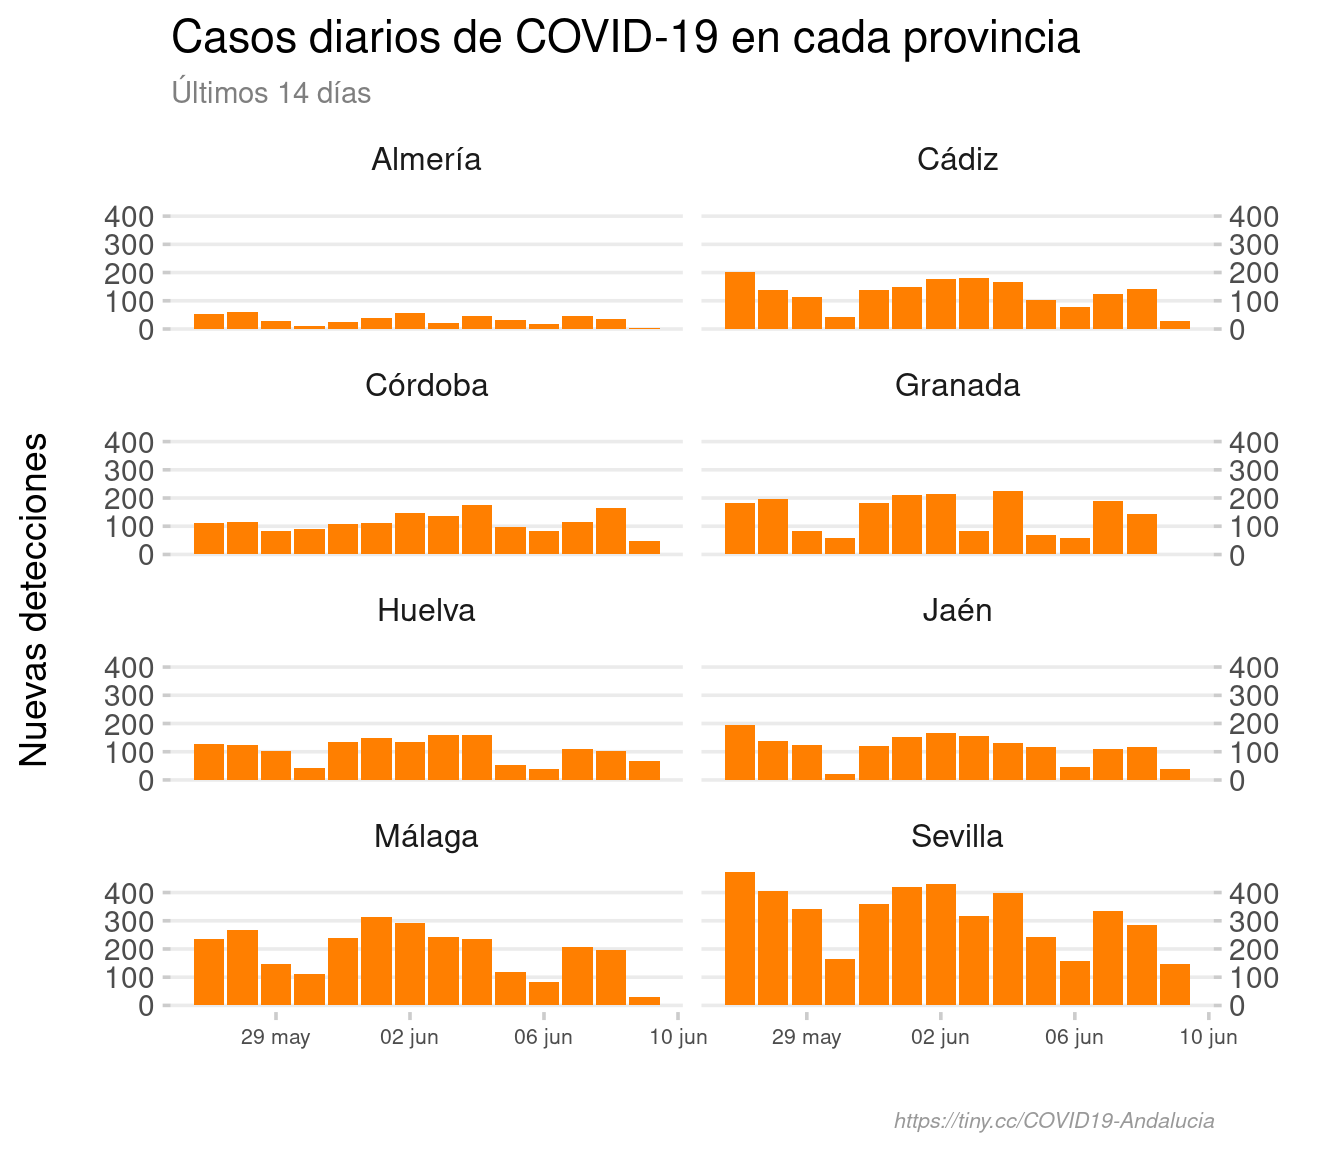 Casos diarios de COVID-19 en cada provincia
Últimos 14 días
Nuevas detecciones
Almería
Cádiz
400
300
200
100
0
400
300
200
100
0
Córdoba
Granada
400
300
200
100
0
400
300
200
100
0
Huelva
Jaén
400
300
200
100
0
400
300
200
100
0
Málaga
Sevilla
400
300
200
100
0
400
300
200
100
0
29 may
02 jun
06 jun
10 jun
29 may
02 jun
06 jun
10 jun
https://tiny.cc/COVID19-Andalucia